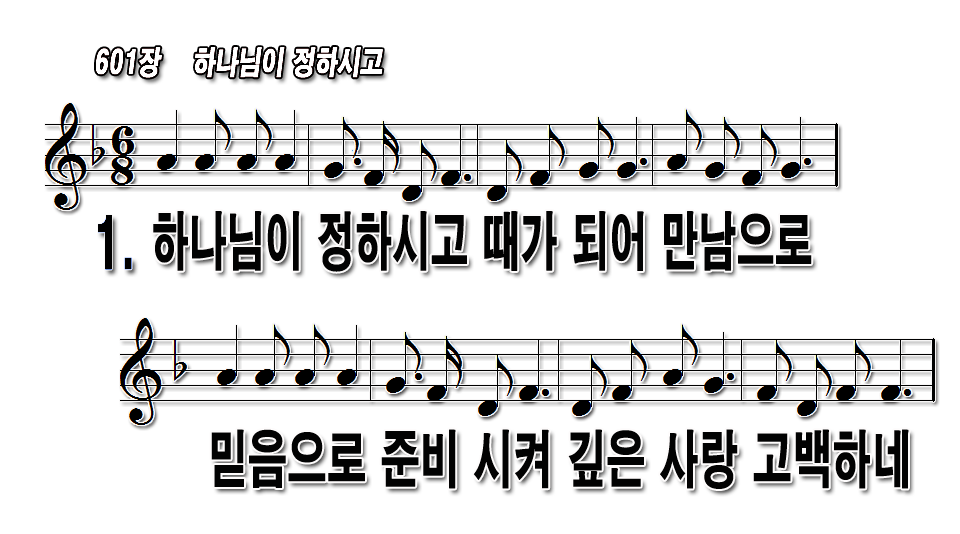 601장 하나님이 정하시고
6
8
1. 하나님이 정하시고 때가 되어 만남으로
믿음으로 준비 시켜 깊은 사랑 고백하네